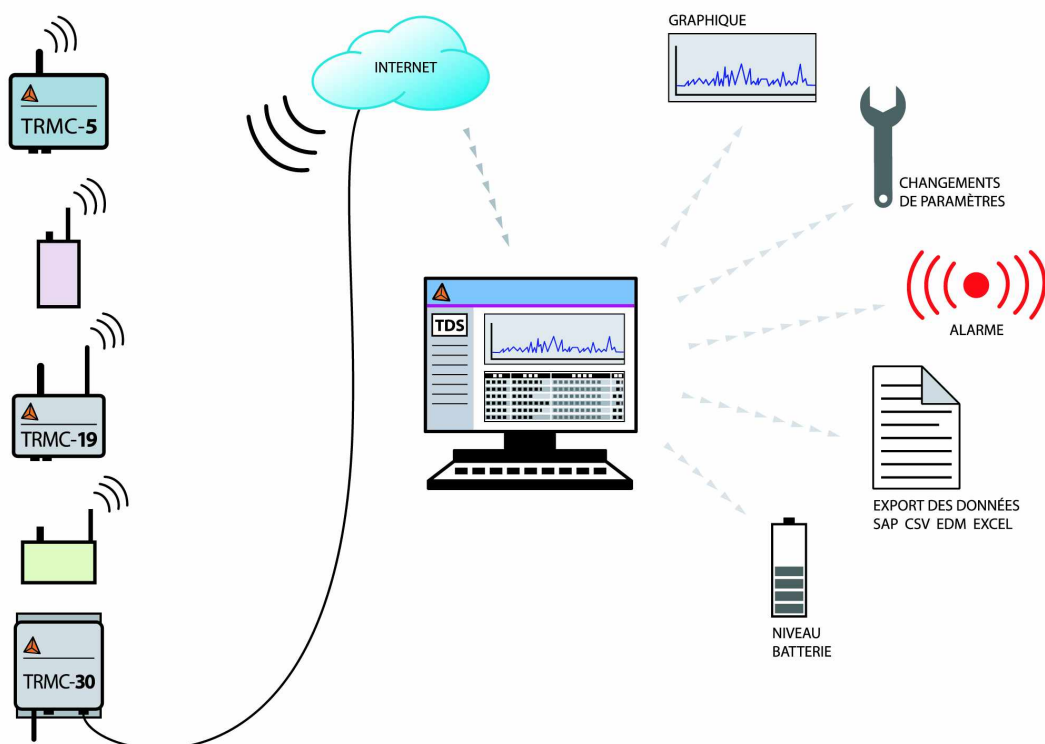 TRMC-5
TRMC-19
TRMC-30
INTERNET
TDS
GRAPHIQUE
CHANGEMENTS
DE PARAMÈTRES
ALARME
EXPORT DES DONNÉES
SAP CSV EDM EXCEL
NIVEAU
BATTERIE